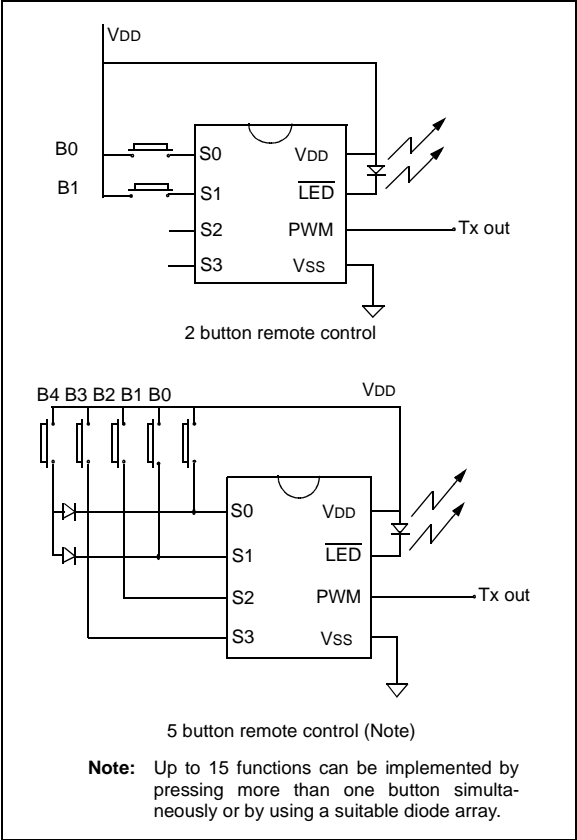 VDD
B0
B1
S0
S1
S2
S3
VDD
LED
PWM
VSS
Tx out
2 button remote control
B4 B3 B2 B1 B0
VDD
S0
S1
S2
S3
VDD
LED
PWM
VSS
Tx out
5 button remote control (Note)
Note: Up to 15 functions can be implemented by
pressing more than one button simulta-
neously or by using a suitable diode array.